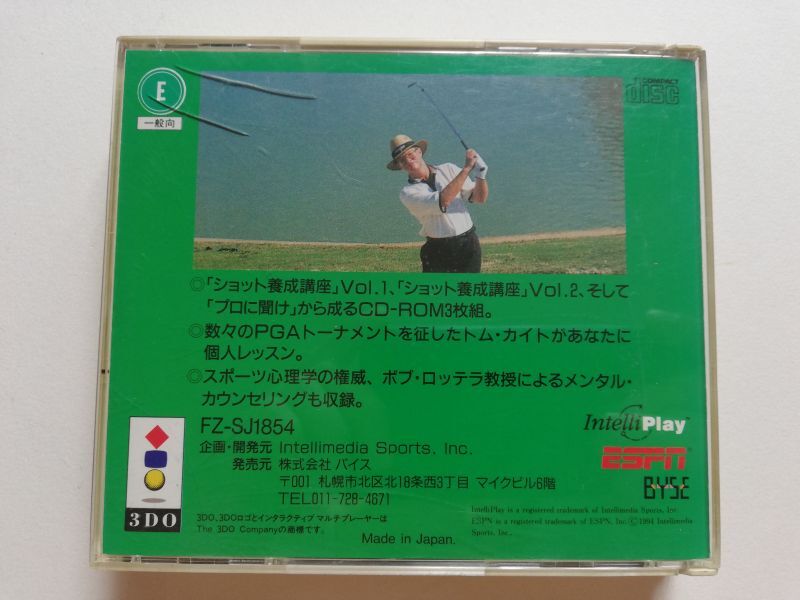 E
一般向
COMPACT
disc
◎「ショット養成講座」Vol.1、「ショット養成講座」Vol.2、そして
「プロに聞け」から成るCD-ROM3枚組。
◎数々のPGAトーナメントを征したトム・カイトがあなたに
個人レッスン。
◎スポーツ心理学の権威、ボブ・ロッテラ教授によるメンタル・
カウンセリングも収録。
FZ-SJ1854
企画・開発元 Intellimedia Sports, Inc.
発売元 株式会社 バイス
〒001 札幌市北区北18条西3丁目 マイクビル6階
TEL011-728-4671
IntelliPlay™
ESPN
BYSE
3DO
3DO、3DOロゴとインタラクティブ マルチプレーヤーは
The 3DO Companyの商標です。
Made in Japan.
IntelliPlay is a registered trademark of Intellimedia Sports, Inc.
ESPN is a registered trademark of ESPN, Inc.©1994 Intellimedia
Sports, Inc.